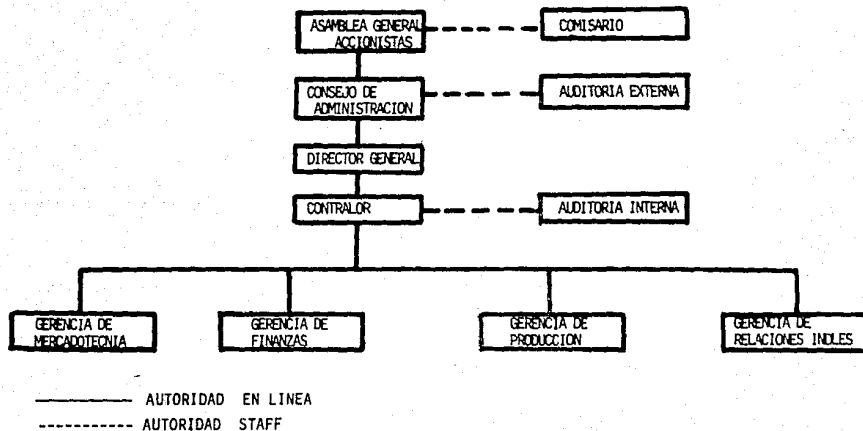 ASAMBLEA GENERAL
ACCIONISTAS
COMISARIO
CONSEJO DE
ADMINISTRACION
AUDITORIA EXTERNA
DIRECTOR GENERAL
CONTRALOR
AUDITORIA INTERNA
GERENCIA DE
MERCADOTECNIA
GERENCIA DE
FINANZAS
GERENCIA DE
PRODUCCION
GERENCIA DE
RELACIONES INDLES
AUTORIDAD EN LINEA
AUTORIDAD STAFF